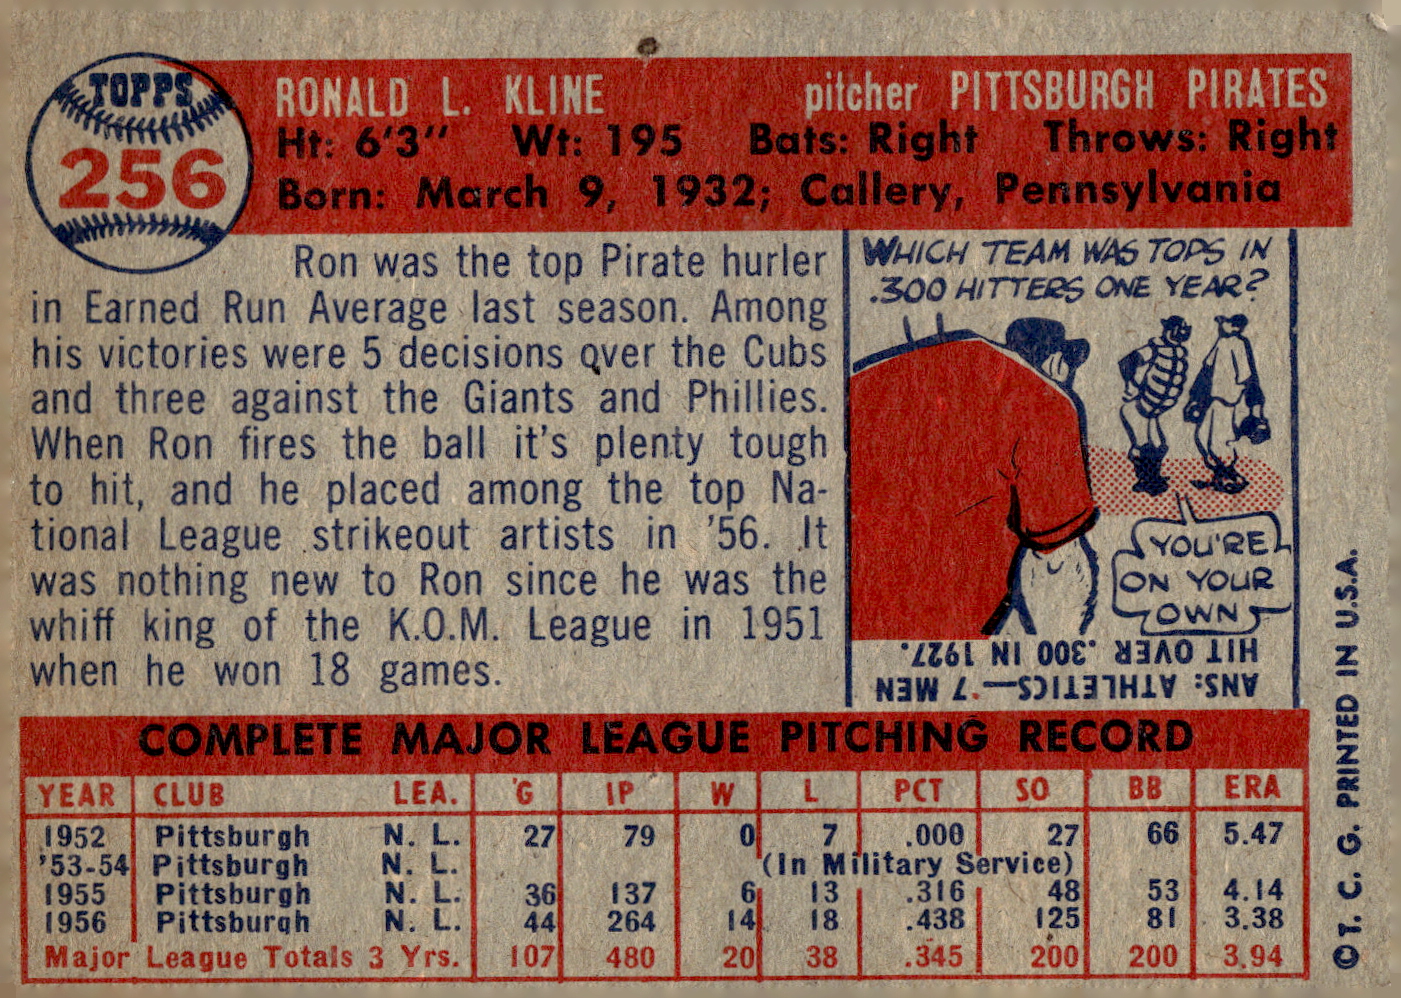 TOPPS
256
RONALD L. KLINE pitcher PITTSBURGH PIRATES
Ht: 6'3" Wt: 195 Bats: Right Throws: Right
Born: March 9, 1932; Callery, Pennsylvania
Ron was the top Pirate hurler
in Earned Run Average last season. Among
his victories were 5 decisions over the Cubs
and three against the Giants and Phillies.
When Ron fires the ball it's plenty tough
to hit, and he placed among the top Na-
tional League strikeout artists in '56. It
was nothing new to Ron since he was the
whiff king of the K.O.M. League in 1951
when he won 18 games.
WHICH TEAM WAS TOPS IN
.300 HITTERS ONE YEAR?
YOU'RE
ON YOUR
OWN
ANS: ATHLETICS—7 MEN
HIT OVER .300 IN 1927.
COMPLETE MAJOR LEAGUE PITCHING RECORD
YEAR CLUB LEA. G IP W L PCT SO BB ERA
1952 Pittsburgh N. L. 27 79 0 7 .000 27 66 5.47
'53-54 Pittsburgh N. L. (In Military Service)
1955 Pittsburgh N. L. 36 137 6 13 .316 48 53 4.14
1956 Pittsburgh N. L. 44 264 14 18 .438 125 81 3.38
Major League Totals 3 Yrs. 107 480 20 38 .345 200 200 3.94
©T. C. G. PRINTED IN U.S.A.